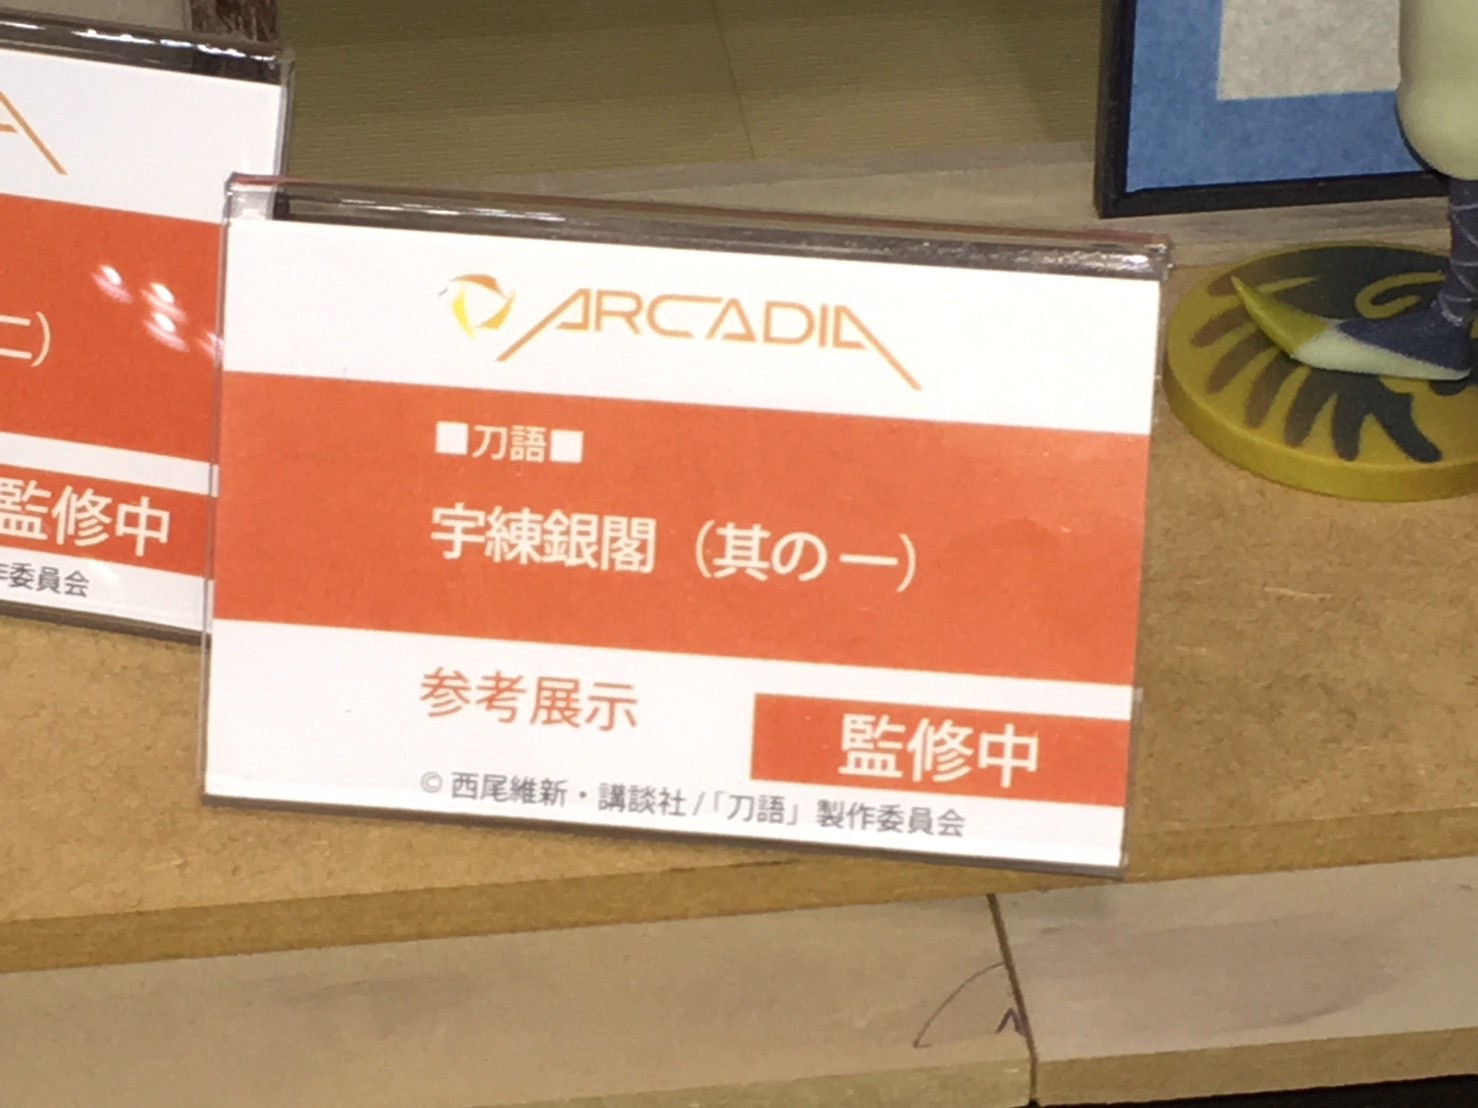 二)
監修中
作委員会
ARCADIA
■刀語■
宇練銀閣（其の一）
参考展示
監修中
© 西尾維新・講談社 /「刀語」製作委員会